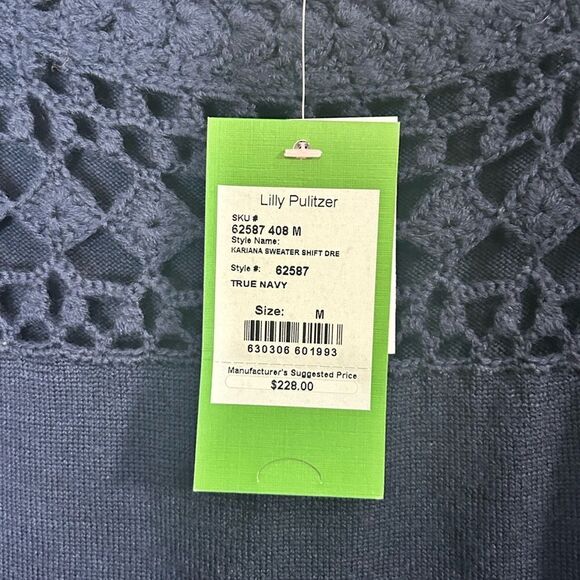 Lilly Pulitzer
SKU #
62587 408 M
Style Name:
KARIANA SWEATER SHIFT DRE
Style #: 62587
TRUE NAVY
Size: M
630306 601993
Manufacturer's Suggested Price
$228.00